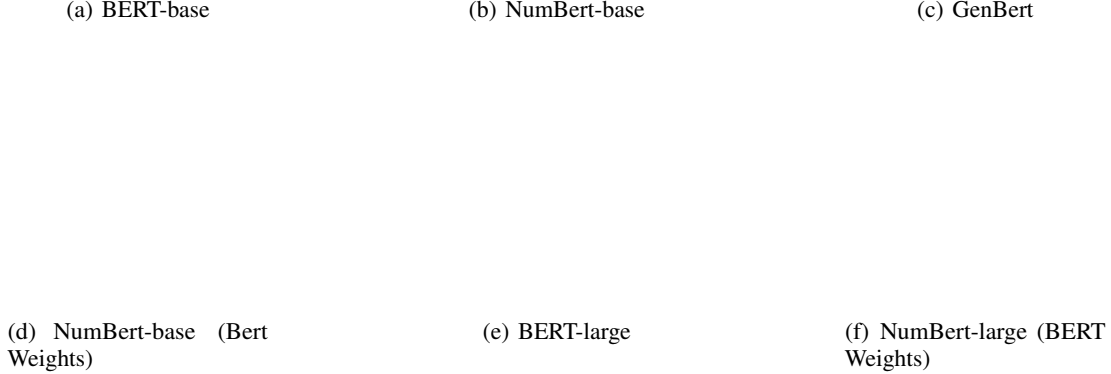 (a) BERT-base
(b) NumBert-base
(c) GenBert
(d) NumBert-base (Bert
Weights)
(e) BERT-large
(f) NumBert-large (BERT
Weights)